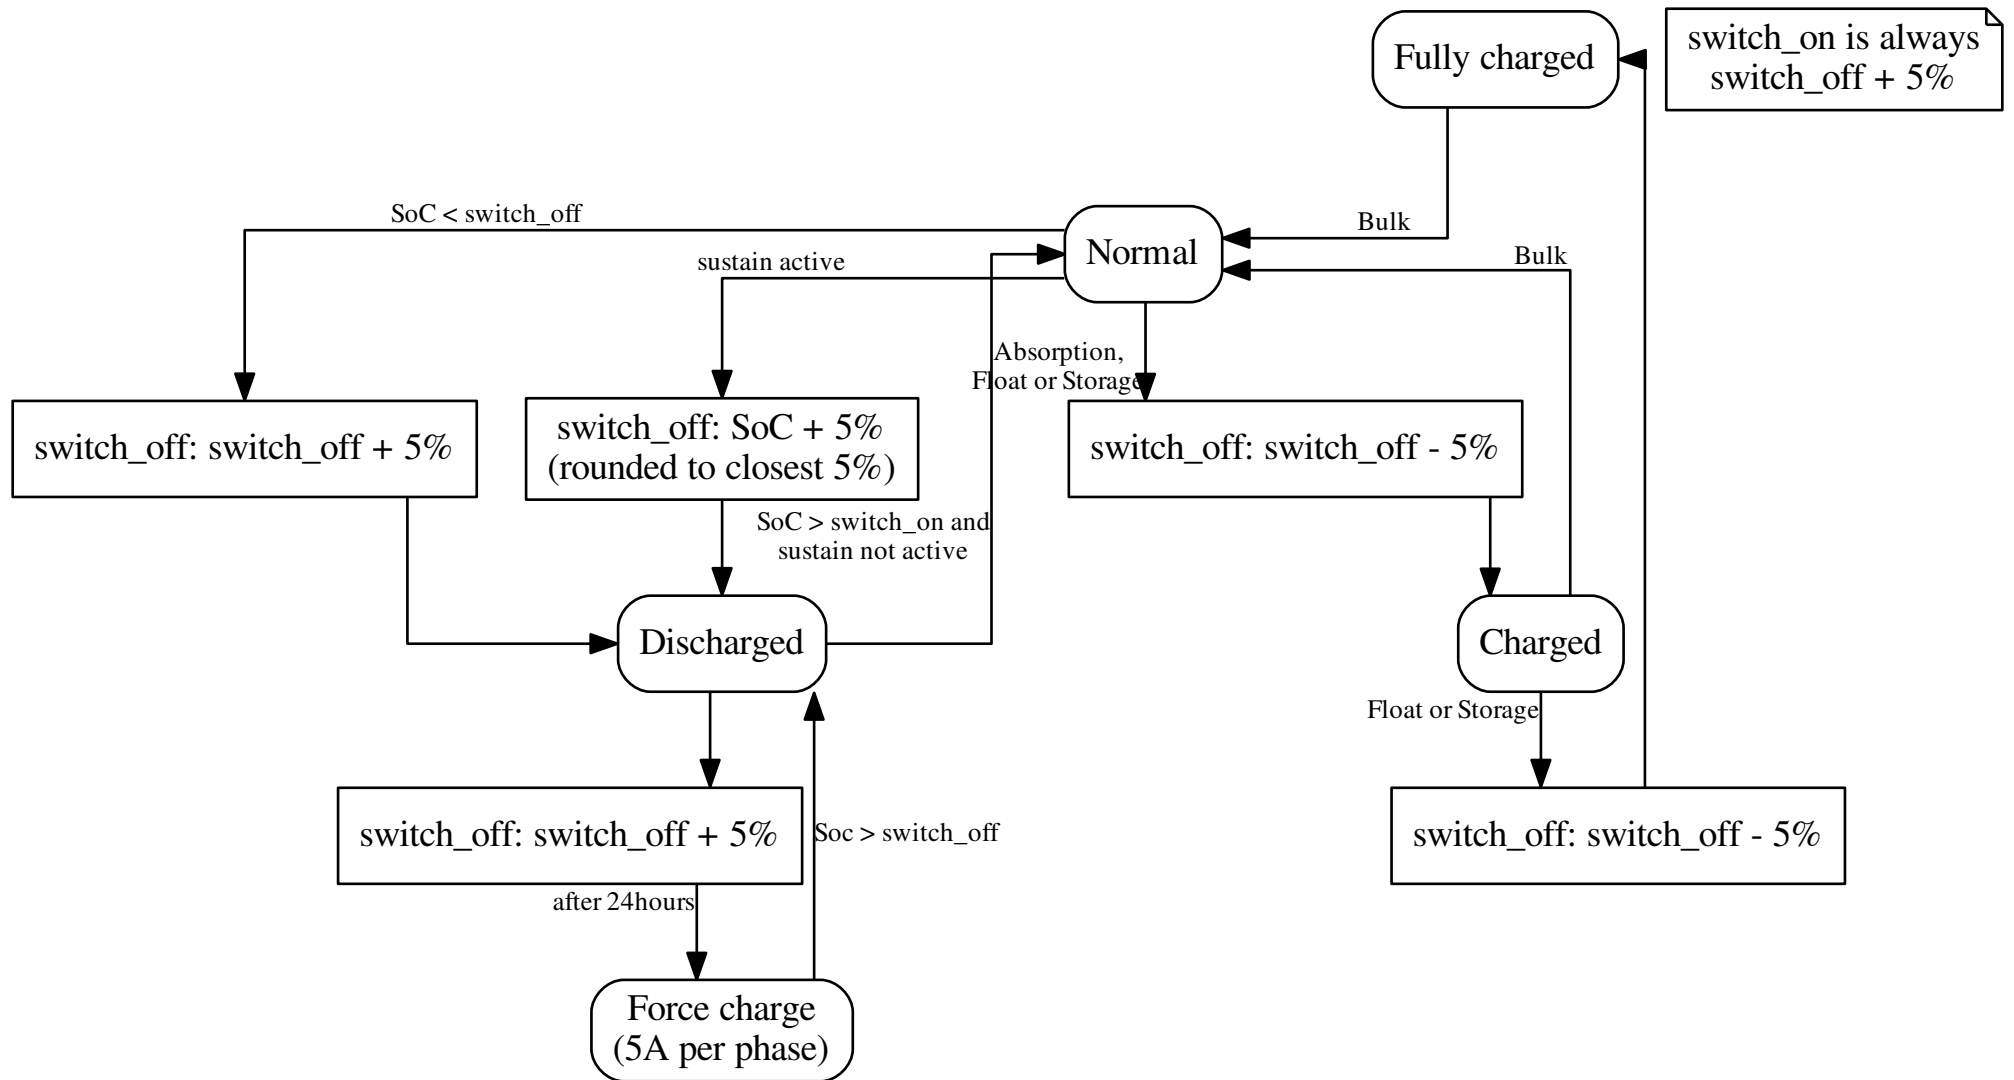 Fully charged
switch_on is always
switch_off + 5%
SoC < switch_off
Bulk
Normal
sustain active
Bulk
Absorption,
Float or Storage
switch_off: switch_off + 5%
switch_off: SoC + 5%
(rounded to closest 5%)
switch_off: switch_off - 5%
SoC > switch_on and
sustain not active
Discharged
Charged
Float or Storage
switch_off: switch_off + 5%
Soc > switch_off
switch_off: switch_off - 5%
after 24hours
Force charge
(5A per phase)